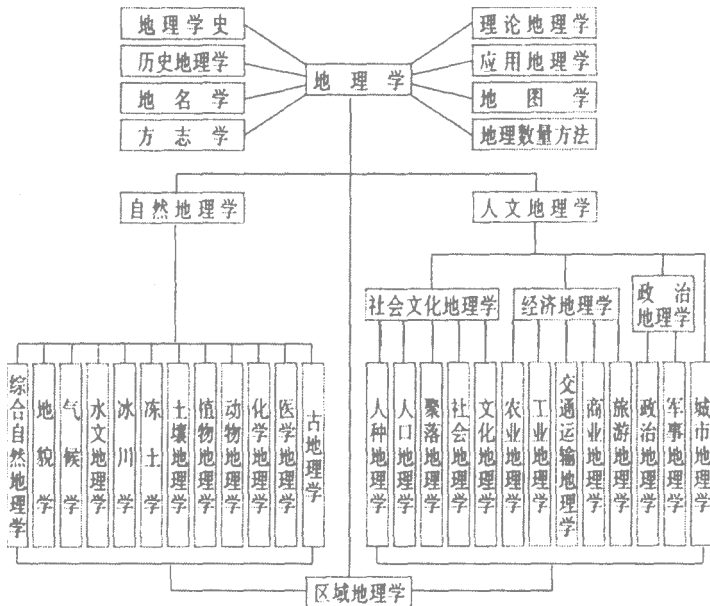 地理学史
理论地理学
历史地理学
应用地理学
地理学
地名学
地图学
方志学
地理数量方法
自然地理学
人文地理学
社会文化地理学
经济地理学
政治
地理学
综合自然地理学
地貌学
气候学
水文地理学
冰川学
冻土学
土壤地理学
植物地理学
动物地理学
化学地理学
医学地理学
古地理学
人种地理学
人口地理学
聚落地理学
社会地理学
文化地理学
农业地理学
工业地理学
交通运输地理学
商业地理学
旅游地理学
政治地理学
军事地理学
城市地理学
区域地理学